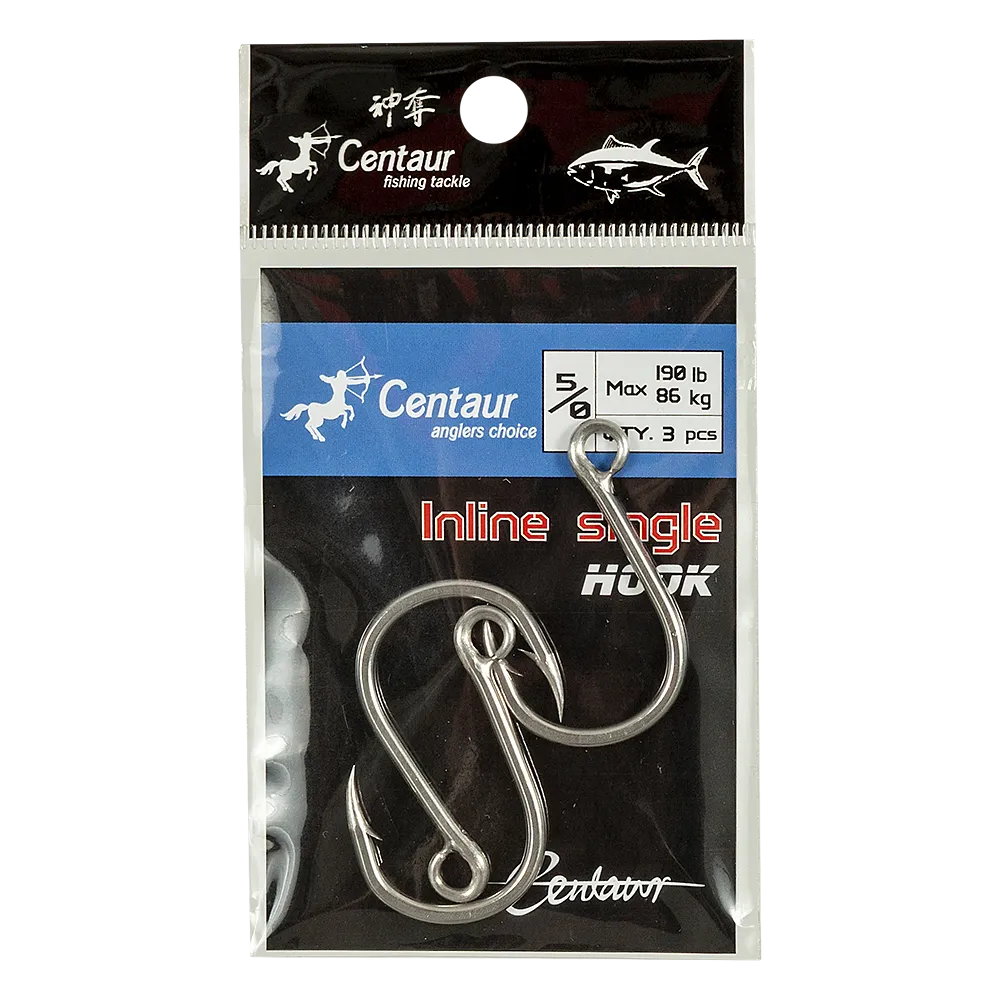 神奪
Centaur
fishing tackle
Centaur
anglers choice
5/0
Max 190 lb
86 kg
QTY. 3 pcs
Inline single
HOOK
Centaur